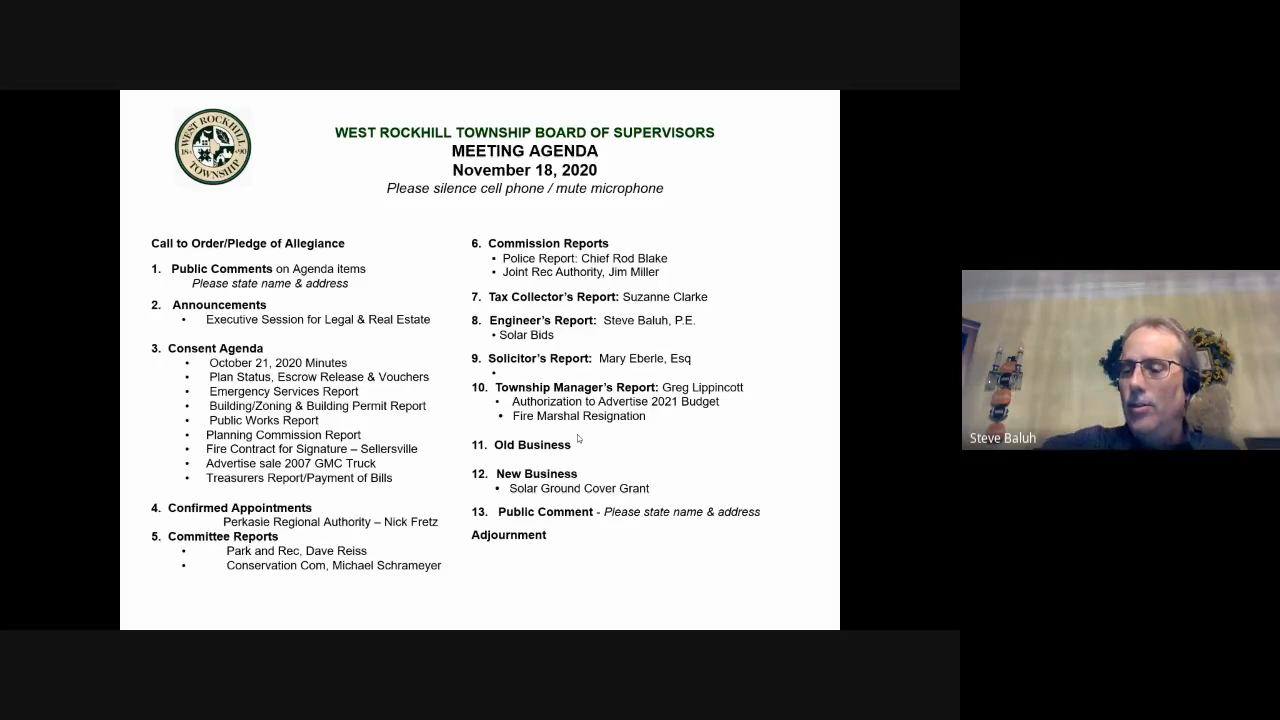 WEST ROCKHILL
18 90
TOWNSHIP
WEST ROCKHILL TOWNSHIP BOARD OF SUPERVISORS
MEETING AGENDA
November 18, 2020
Please silence cell phone / mute microphone
Call to Order/Pledge of Allegiance
1. Public Comments on Agenda items
Please state name & address
2. Announcements
• Executive Session for Legal & Real Estate
3. Consent Agenda
• October 21, 2020 Minutes
• Plan Status, Escrow Release & Vouchers
• Emergency Services Report
• Building/Zoning & Building Permit Report
• Public Works Report
• Planning Commission Report
• Fire Contract for Signature – Sellersville
• Advertise sale 2007 GMC Truck
• Treasurers Report/Payment of Bills
4. Confirmed Appointments
Perkasie Regional Authority – Nick Fretz
5. Committee Reports
• Park and Rec, Dave Reiss
• Conservation Com, Michael Schrameyer
6. Commission Reports
• Police Report: Chief Rod Blake
• Joint Rec Authority, Jim Miller
7. Tax Collector's Report: Suzanne Clarke
8. Engineer's Report: Steve Baluh, P.E.
• Solar Bids
9. Solicitor's Report: Mary Eberle, Esq
•
10. Township Manager's Report: Greg Lippincott
• Authorization to Advertise 2021 Budget
• Fire Marshal Resignation
11. Old Business
12. New Business
• Solar Ground Cover Grant
13. Public Comment - Please state name & address
Adjournment
Steve Baluh